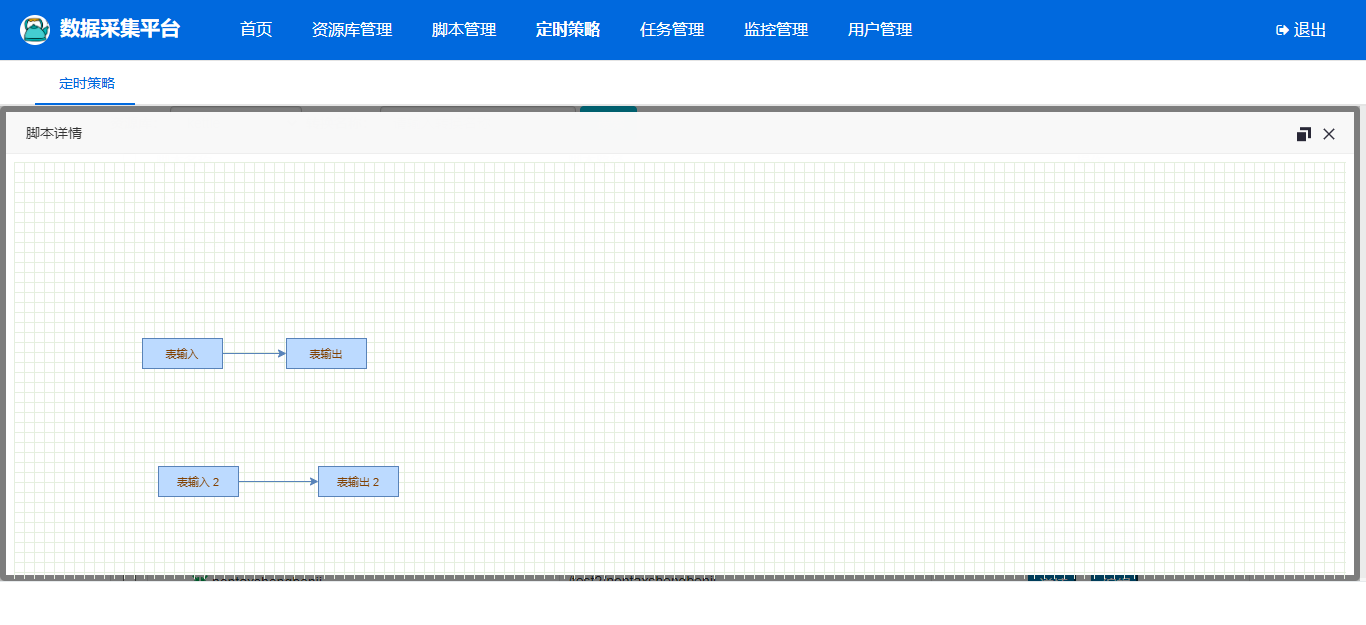 数据采集平台 首页 资源库管理 脚本管理 定时策略 任务管理 监控管理 用户管理 退出
定时策略
脚本详情
表输入 表输出
表输入 2 表输出 2